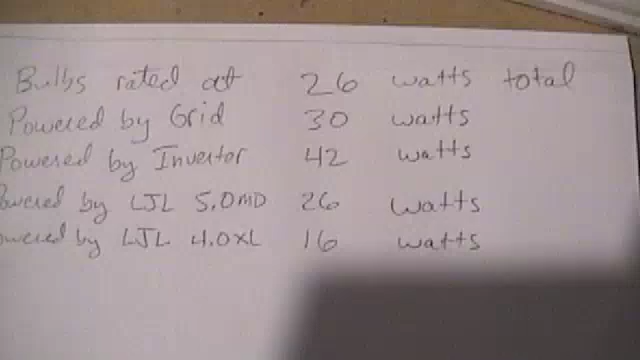 Bulbs rated at 26 watts total
Powered by Grid 30 watts
Powered by Invertor 42 watts
owered by LJL 5.0MD 26 watts
owered by LJL 4.0XL 16 watts